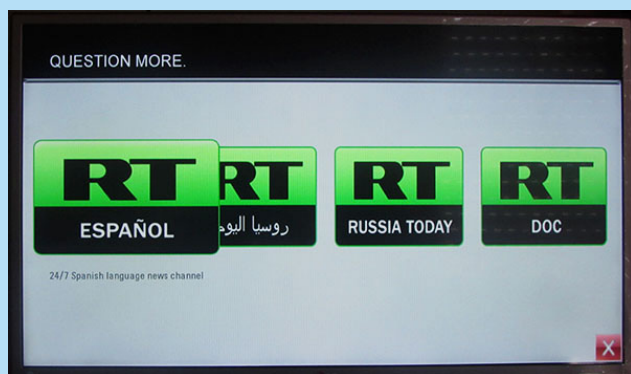 QUESTION MORE.
RT
ESPAÑOL
RT
روسيا اليوم
RT
RUSSIA TODAY
RT
DOC
24/7 Spanish language news channel
X